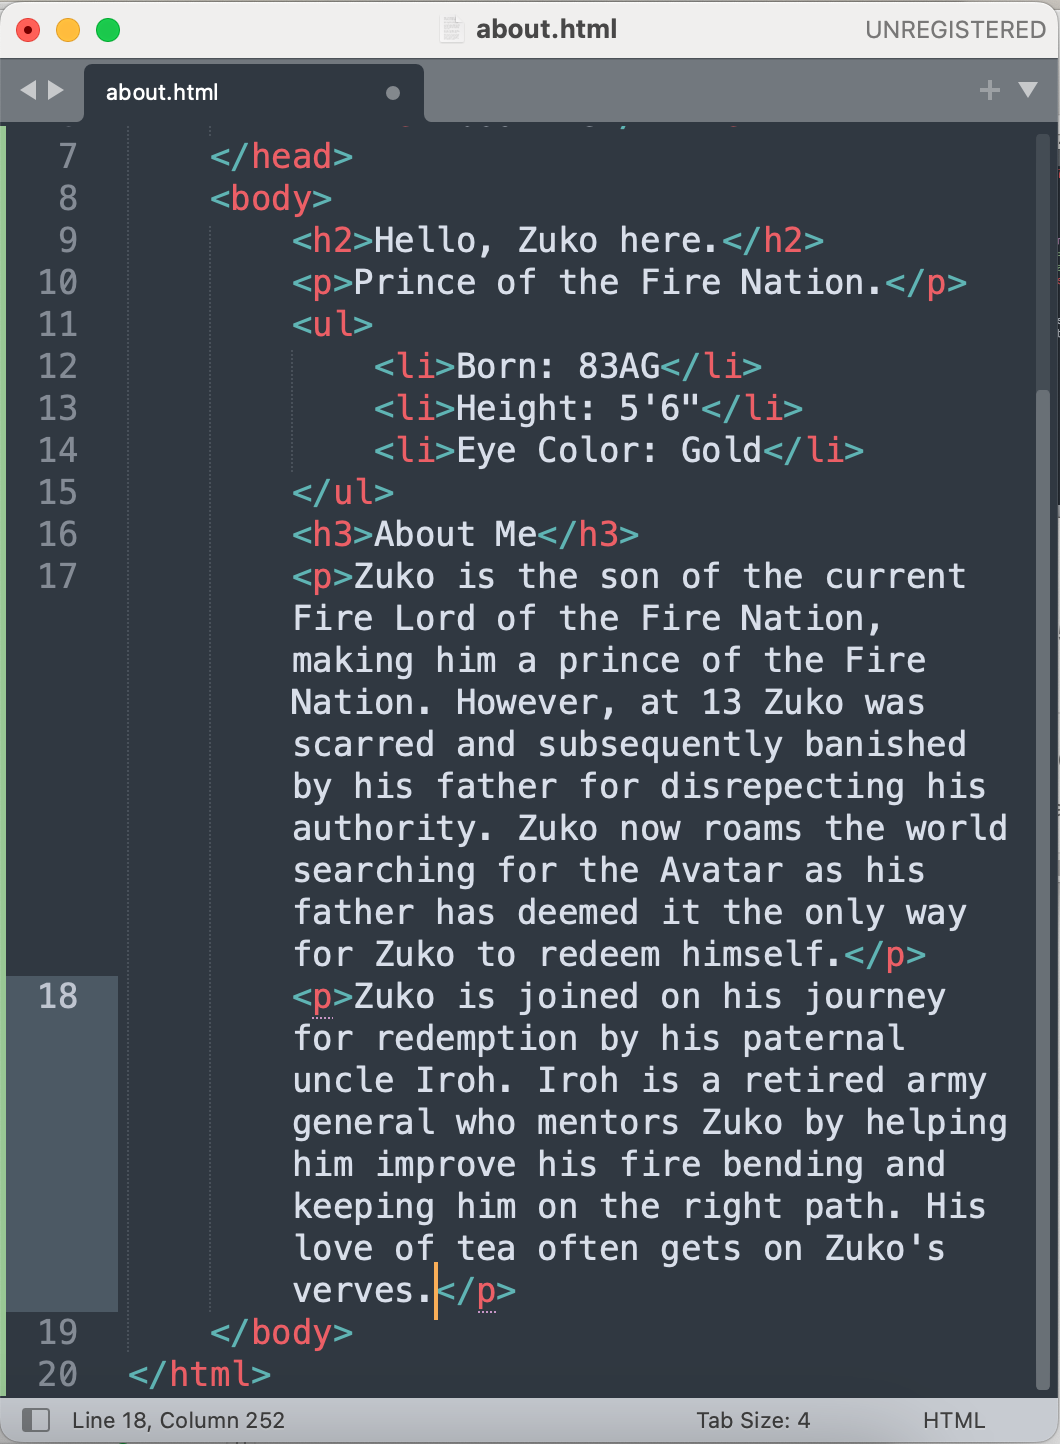 about.html
UNREGISTERED
about.html
7 </head>
8 <body>
9 <h2>Hello, Zuko here.</h2>
10 <p>Prince of the Fire Nation.</p>
11 <ul>
12 <li>Born: 83AG</li>
13 <li>Height: 5'6"</li>
14 <li>Eye Color: Gold</li>
15 </ul>
16 <h3>About Me</h3>
17 <p>Zuko is the son of the current
Fire Lord of the Fire Nation,
making him a prince of the Fire
Nation. However, at 13 Zuko was
scarred and subsequently banished
by his father for disrepecting his
authority. Zuko now roams the world
searching for the Avatar as his
father has deemed it the only way
for Zuko to redeem himself.</p>
18 <p>Zuko is joined on his journey
for redemption by his paternal
uncle Iroh. Iroh is a retired army
general who mentors Zuko by helping
him improve his fire bending and
keeping him on the right path. His
love of tea often gets on Zuko's
verves.</p>
19 </body>
20 </html>
Line 18, Column 252
Tab Size: 4
HTML